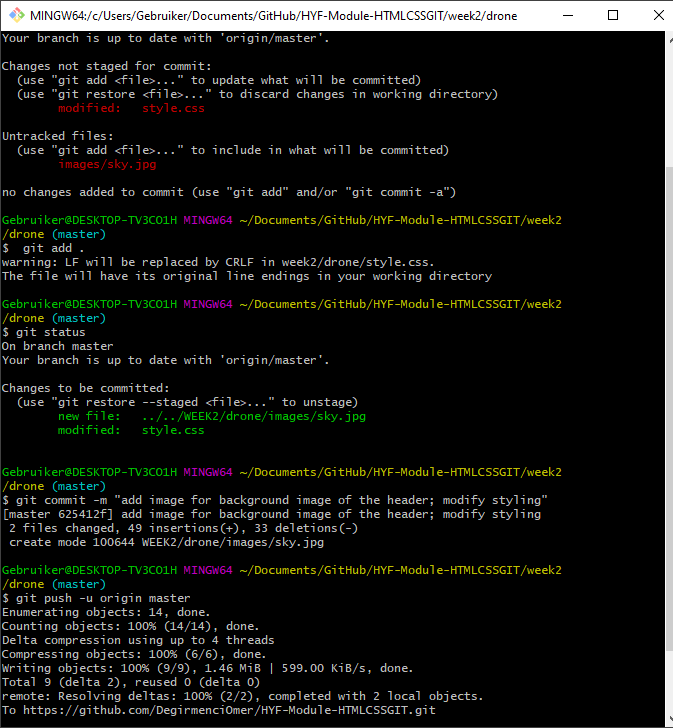 MINGW64:/c/Users/Gebruiker/Documents/GitHub/HYF-Module-HTMLCSSGIT/week2/drone
Your branch is up to date with 'origin/master'.
Changes not staged for commit:
  (use "git add <file>..." to update what will be committed)
  (use "git restore <file>..." to discard changes in working directory)
        modified:   style.css
Untracked files:
  (use "git add <file>..." to include in what will be committed)
        images/sky.jpg
no changes added to commit (use "git add" and/or "git commit -a")
Gebruiker@DESKTOP-TV3CO1H MINGW64 ~/Documents/GitHub/HYF-Module-HTMLCSSGIT/week2
/drone (master)
$  git add .
warning: LF will be replaced by CRLF in week2/drone/style.css.
The file will have its original line endings in your working directory
Gebruiker@DESKTOP-TV3CO1H MINGW64 ~/Documents/GitHub/HYF-Module-HTMLCSSGIT/week2
/drone (master)
$ git status
On branch master
Your branch is up to date with 'origin/master'.
Changes to be committed:
  (use "git restore --staged <file>..." to unstage)
        new file:   ../../WEEK2/drone/images/sky.jpg
        modified:   style.css
Gebruiker@DESKTOP-TV3CO1H MINGW64 ~/Documents/GitHub/HYF-Module-HTMLCSSGIT/week2
/drone (master)
$ git commit -m "add image for background image of the header; modify styling"
[master 625412f] add image for background image of the header; modify styling
 2 files changed, 49 insertions(+), 33 deletions(-)
 create mode 100644 WEEK2/drone/images/sky.jpg
Gebruiker@DESKTOP-TV3CO1H MINGW64 ~/Documents/GitHub/HYF-Module-HTMLCSSGIT/week2
/drone (master)
$ git push -u origin master
Enumerating objects: 14, done.
Counting objects: 100% (14/14), done.
Delta compression using up to 4 threads
Compressing objects: 100% (6/6), done.
Writing objects: 100% (9/9), 1.46 MiB | 599.00 KiB/s, done.
Total 9 (delta 2), reused 0 (delta 0)
remote: Resolving deltas: 100% (2/2), completed with 2 local objects.
To https://github.com/DegirmenciOmer/HYF-Module-HTMLCSSGIT.git